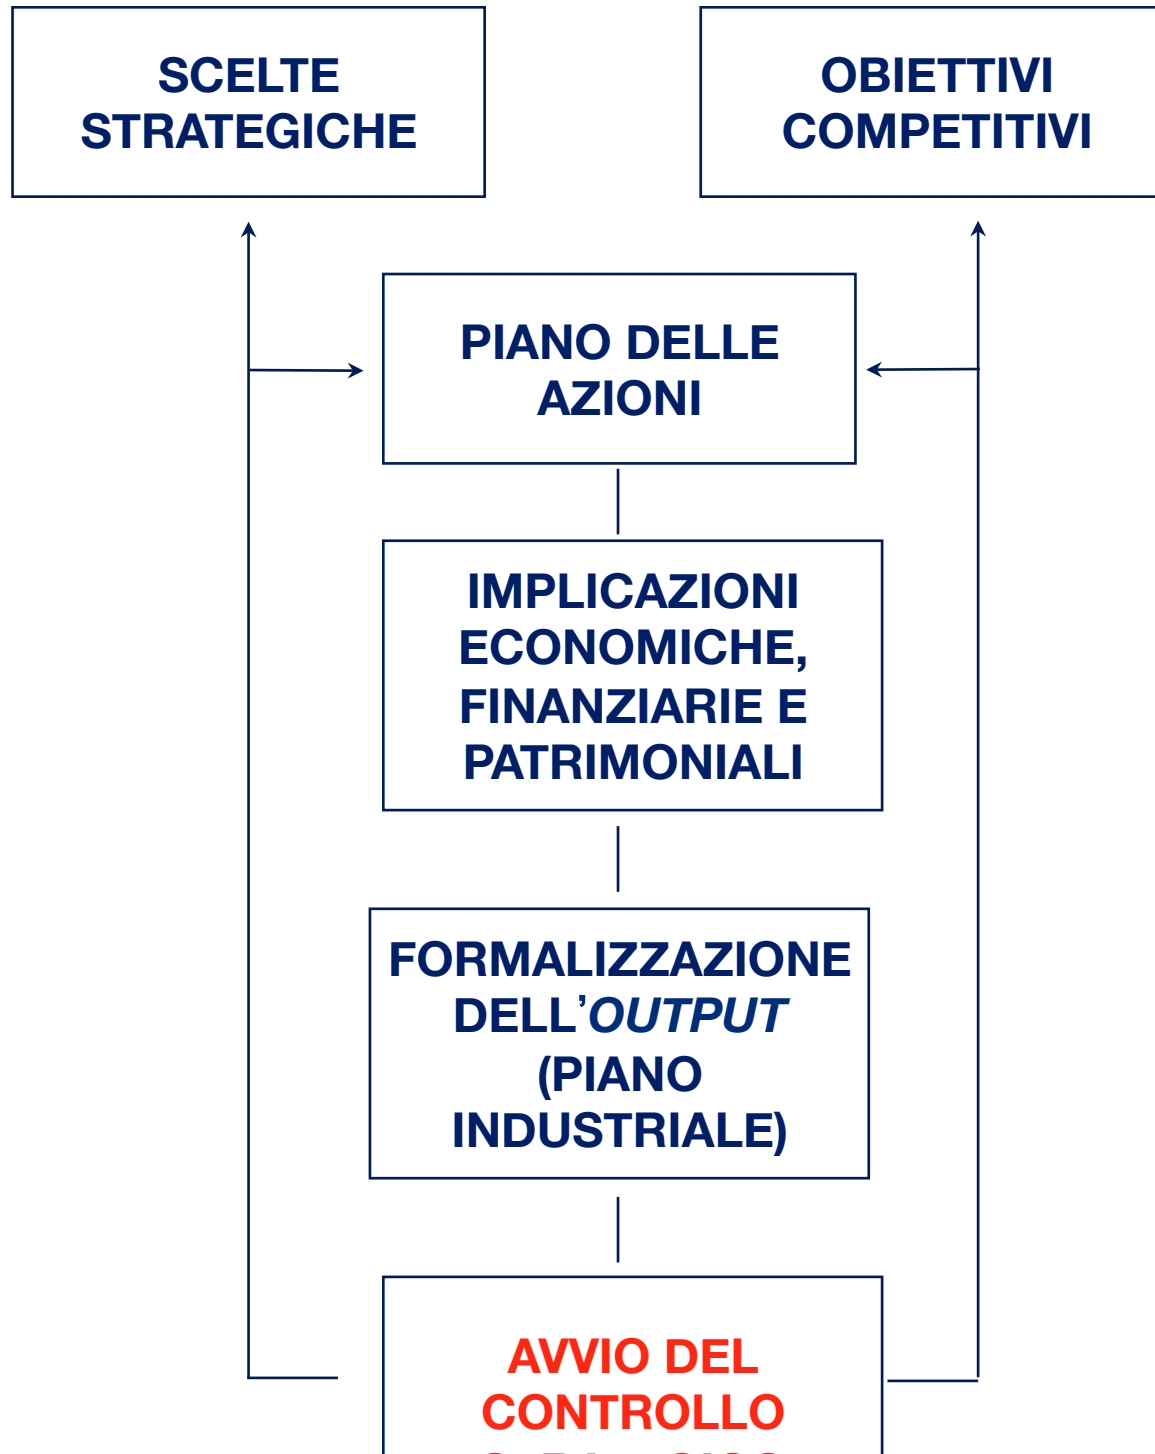 SCELTE
STRATEGICHE
OBIETTIVI
COMPETITIVI
PIANO DELLE
AZIONI
IMPLICAZIONI
ECONOMICHE,
FINANZIARIE E
PATRIMONIALI
FORMALIZZAZIONE
DELL’OUTPUT
(PIANO
INDUSTRIALE)
AVVIO DEL
CONTROLLO